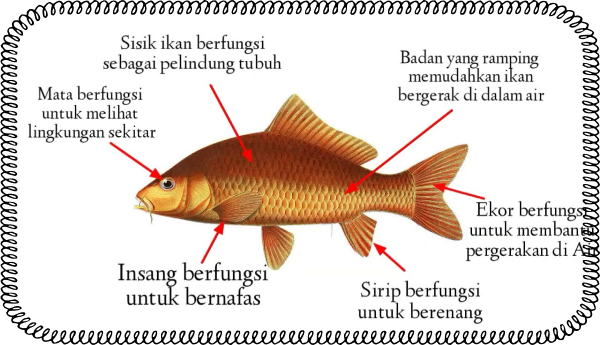 Sisik ikan berfungsi
sebagai pelindung tubuh
Badan yang ramping
memudahkan ikan
bergerak di dalam air
Mata berfungsi
untuk melihat
lingkungan sekitar
Ekor berfungsi
untuk membantu
pergerakan di Air
Insang berfungsi
untuk bernafas
Sirip berfungsi
untuk berenang